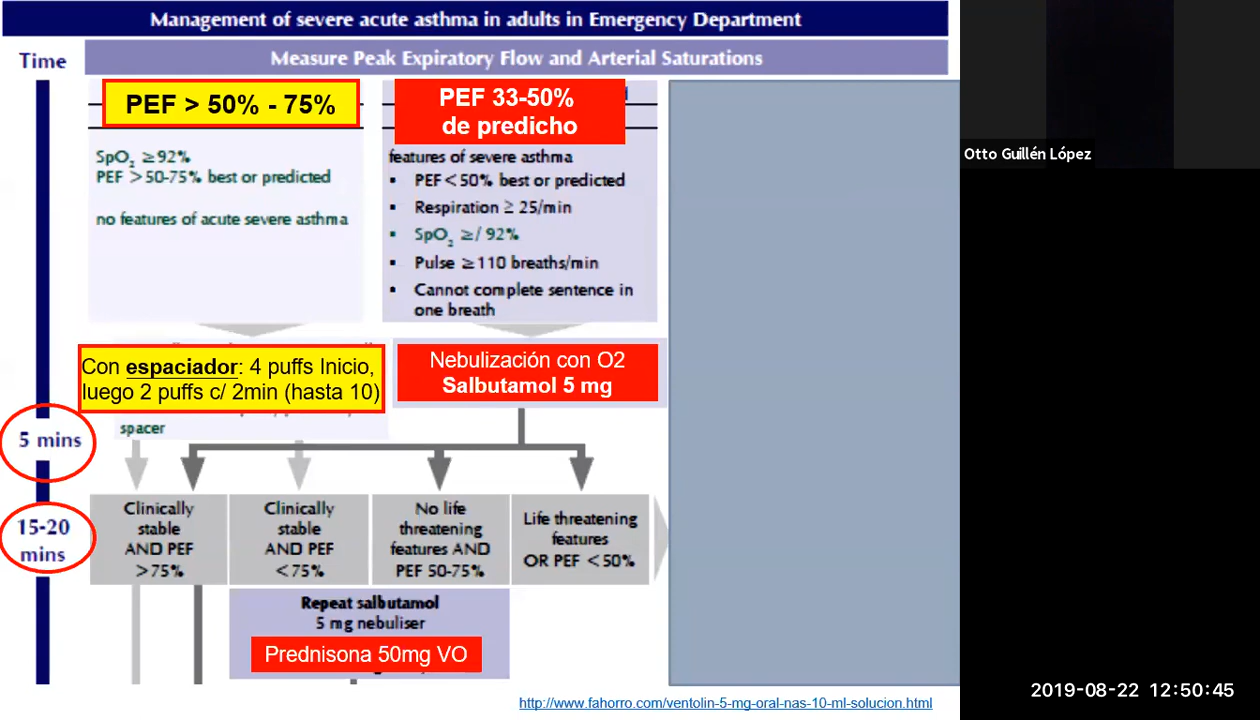 Management of severe acute asthma in adults in Emergency Department
Time
Measure Peak Expiratory Flow and Arterial Saturations
PEF > 50% - 75%
SpO₂ ≥92%
PEF >50-75% best or predicted
no features of acute severe asthma
PEF 33-50%
de predicho
features of severe asthma
▪ PEF<50% best or predicted
▪ Respiration ≥ 25/min
▪ SpO₂ ≥/ 92%
▪ Pulse ≥110 breaths/min
▪ Cannot complete sentence in
one breath
Con espaciador: 4 puffs Inicio,
luego 2 puffs c/ 2min (hasta 10)
spacer
Nebulización con O2
Salbutamol 5 mg
5 mins
15-20
mins
Clinically
stable
AND PEF
>75%
Clinically
stable
AND PEF
<75%
No life
threatening
features AND
PEF 50-75%
Life threatening
features
OR PEF <50%
Repeat salbutamol
5 mg nebuliser
Prednisona 50mg VO
http://www.fahorro.com/ventolin-5-mg-oral-nas-10-ml-solucion.html
Otto Guillén López
2019-08-22 12:50:45